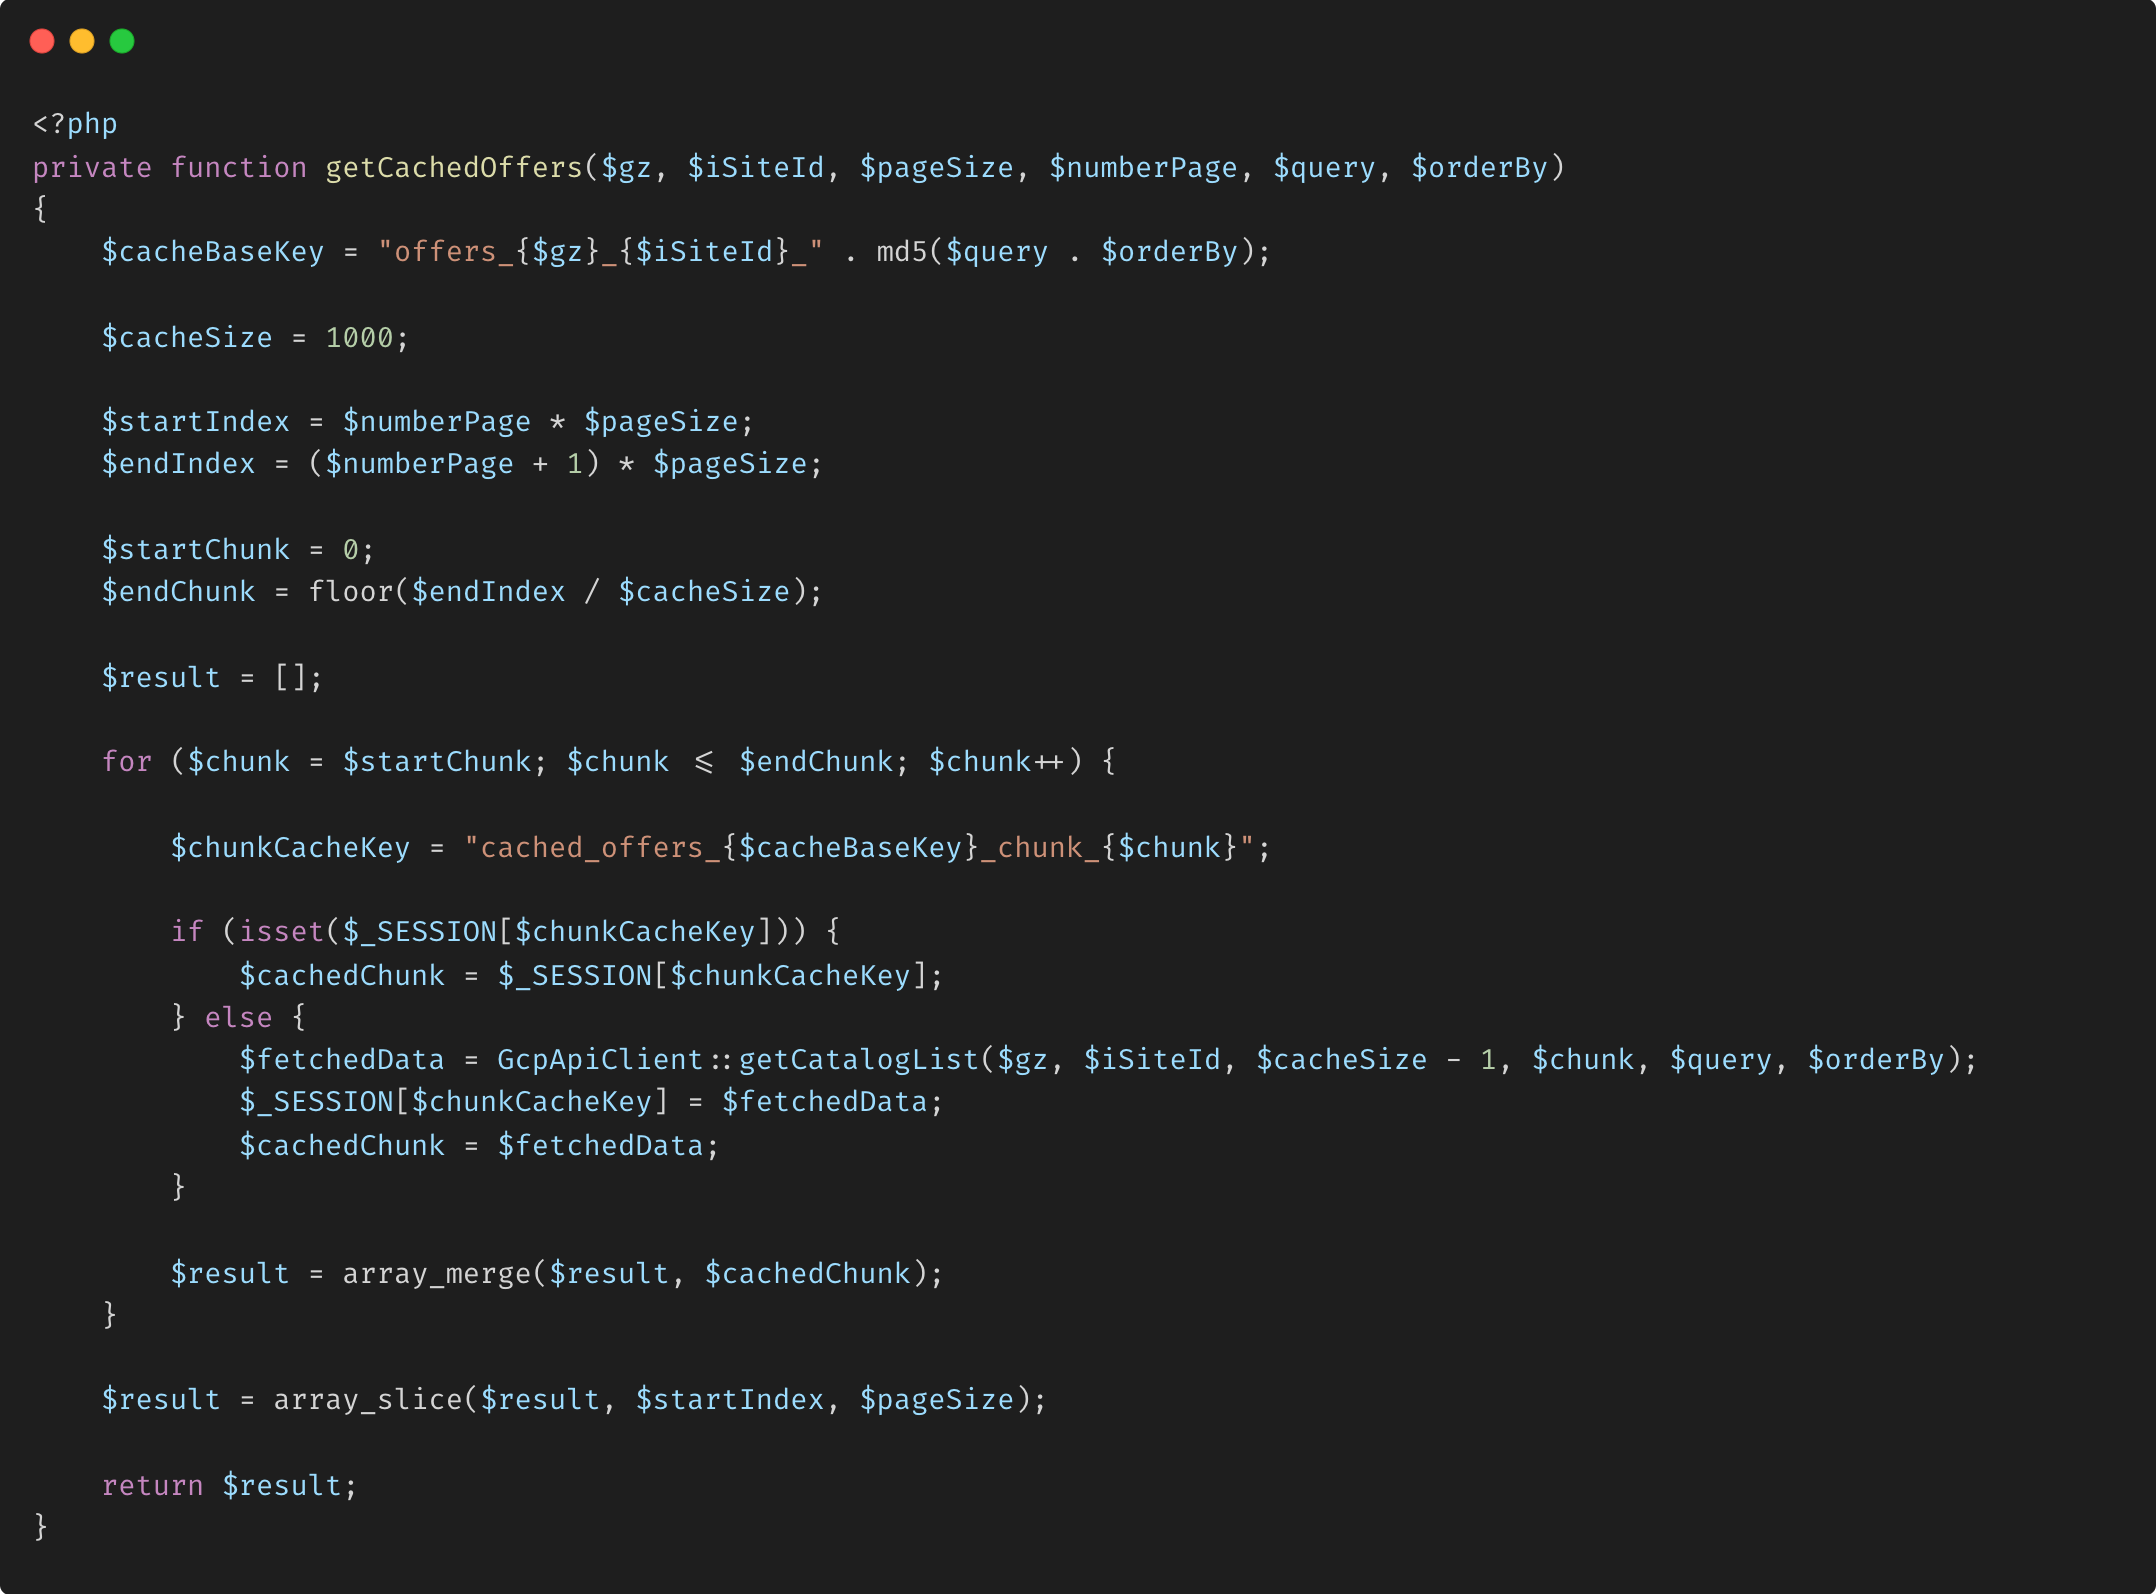 <?php
private function getCachedOffers($gz, $iSiteId, $pageSize, $numberPage, $query, $orderBy)
{
    $cacheBaseKey = "offers_{$gz}_{$iSiteId}_" . md5($query . $orderBy);

    $cacheSize = 1000;

    $startIndex = $numberPage * $pageSize;
    $endIndex = ($numberPage + 1) * $pageSize;

    $startChunk = 0;
    $endChunk = floor($endIndex / $cacheSize);

    $result = [];

    for ($chunk = $startChunk; $chunk <= $endChunk; $chunk++) {

        $chunkCacheKey = "cached_offers_{$cacheBaseKey}_chunk_{$chunk}";

        if (isset($_SESSION[$chunkCacheKey])) {
            $cachedChunk = $_SESSION[$chunkCacheKey];
        } else {
            $fetchedData = GcpApiClient::getCatalogList($gz, $iSiteId, $cacheSize - 1, $chunk, $query, $orderBy);
            $_SESSION[$chunkCacheKey] = $fetchedData;
            $cachedChunk = $fetchedData;
        }

        $result = array_merge($result, $cachedChunk);
    }

    $result = array_slice($result, $startIndex, $pageSize);

    return $result;
}